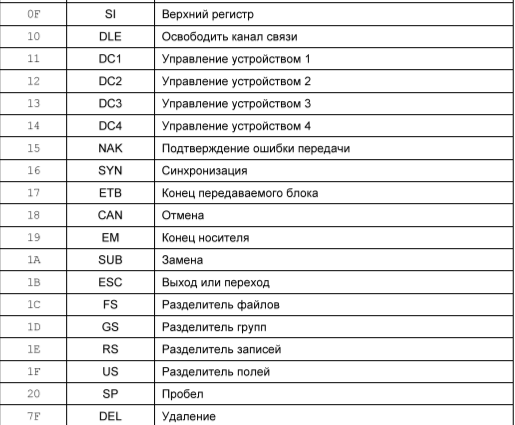 0F SI Верхний регистр
10 DLE Освободить канал связи
11 DC1 Управление устройством 1
12 DC2 Управление устройством 2
13 DC3 Управление устройством 3
14 DC4 Управление устройством 4
15 NAK Подтверждение ошибки передачи
16 SYN Синхронизация
17 ETB Конец передаваемого блока
18 CAN Отмена
19 EM Конец носителя
1A SUB Замена
1B ESC Выход или переход
1C FS Разделитель файлов
1D GS Разделитель групп
1E RS Разделитель записей
1F US Разделитель полей
20 SP Пробел
7F DEL Удаление